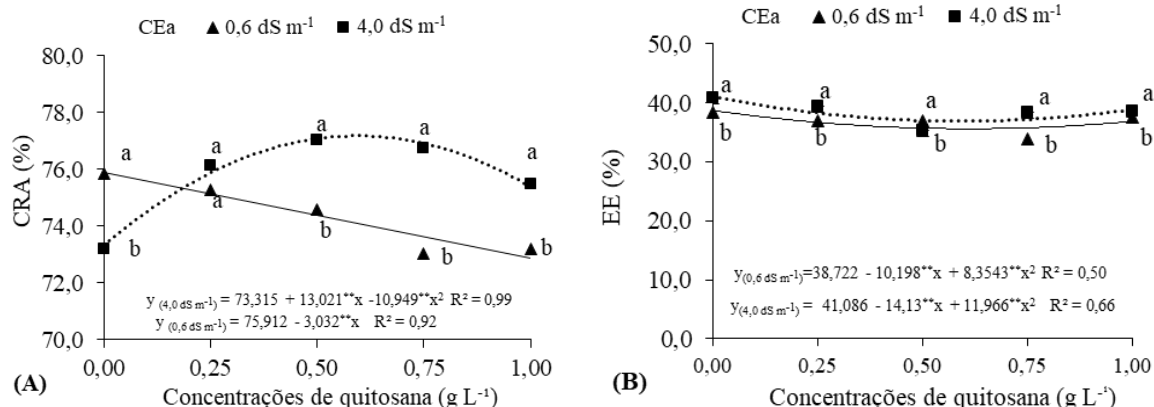 CEa ▲ 0,6 dS m⁻¹ ■ 4,0 dS m⁻¹
80,0
78,0
76,0
74,0
72,0
70,0
CRA (%)
a
a
a
a
a
a
b
b
b
b
y (4,0 dS m⁻¹) = 73,315 + 13,021**x -10,949**x² R² = 0,99
y (0,6 dS m⁻¹) = 75,912 - 3,032**x R² = 0,92
0,00 0,25 0,50 0,75 1,00
(A) Concentrações de quitosana (g L⁻¹)
CEa ▲ 0,6 dS m⁻¹ ■ 4,0 dS m⁻¹
50,0
40,0
30,0
20,0
10,0
0,0
EE (%)
a a a a a
b b b b b
y(0,6 dS m⁻¹)=38,722 - 10,198**x + 8,3543**x² R² = 0,50
y(4,0 dS m⁻¹) = 41,086 - 14,13**x + 11,966**x² R² = 0,66
0,00 0,25 0,50 0,75 1,00
(B) Concentrações de quitosana (g L⁻¹)